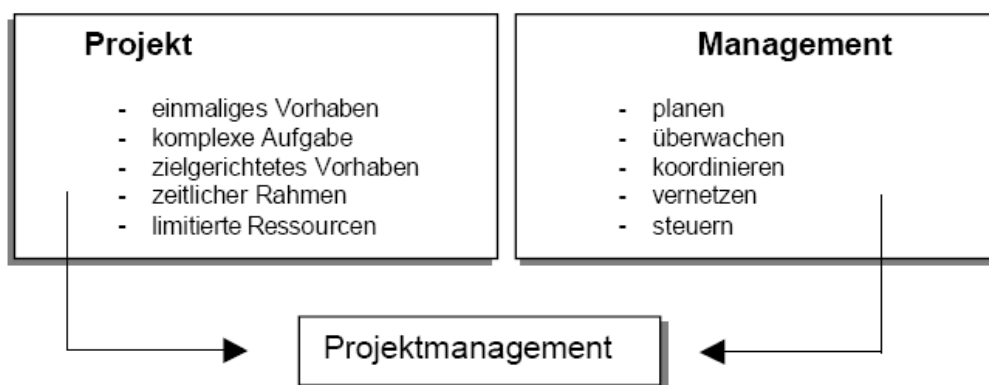 Projekt
- einmaliges Vorhaben
- komplexe Aufgabe
- zielgerichtetes Vorhaben
- zeitlicher Rahmen
- limitierte Ressourcen
Management
- planen
- überwachen
- koordinieren
- vernetzen
- steuern
Projektmanagement